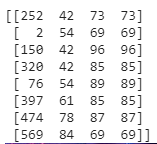 [[252 42 73 73]
[ 2 54 69 69]
[150 42 96 96]
[320 42 85 85]
[ 76 54 89 89]
[397 61 85 85]
[474 78 87 87]
[569 84 69 69]]